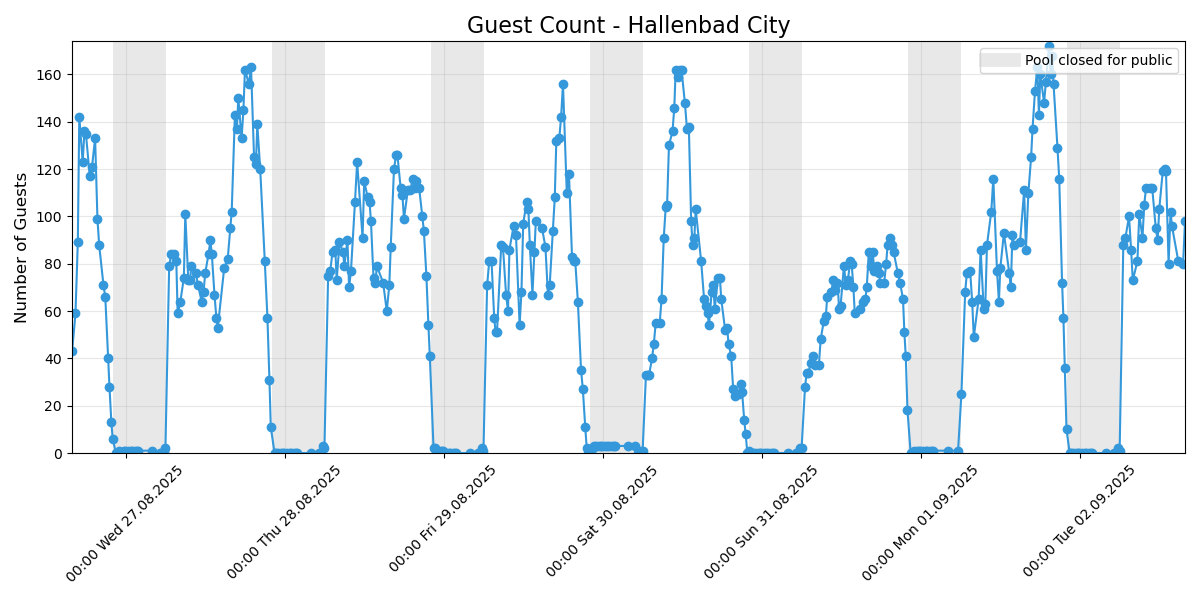 Guest Count - Hallenbad City
Pool closed for public
Number of Guests
160
140
120
100
80
60
40
20
0
00:00 Wed 27.08.2025
00:00 Thu 28.08.2025
00:00 Fri 29.08.2025
00:00 Sat 30.08.2025
00:00 Sun 31.08.2025
00:00 Mon 01.09.2025
00:00 Tue 02.09.2025